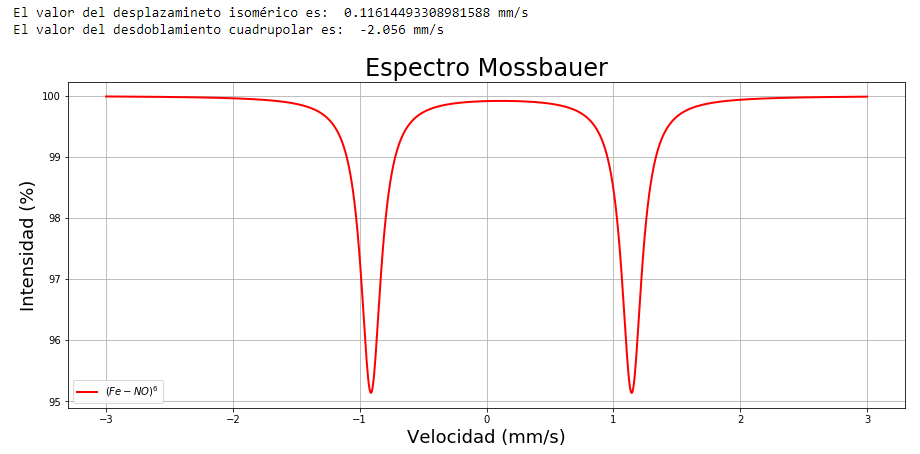 El valor del desplazamineto isomérico es:  0.11614493308981588 mm/s
El valor del desdoblamiento cuadrupolar es:  -2.056 mm/s
Espectro Mossbauer
Intensidad (%)
100
99
98
97
96
95
(Fe − NO)⁶
−3
−2
−1
0
1
2
3
Velocidad (mm/s)